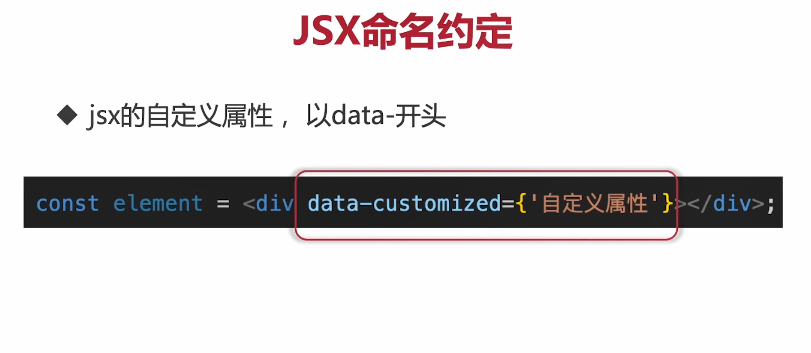 JSX命名约定
◆ jsx的自定义属性， 以data-开头
const element = <div data-customized={'自定义属性'}></div>;